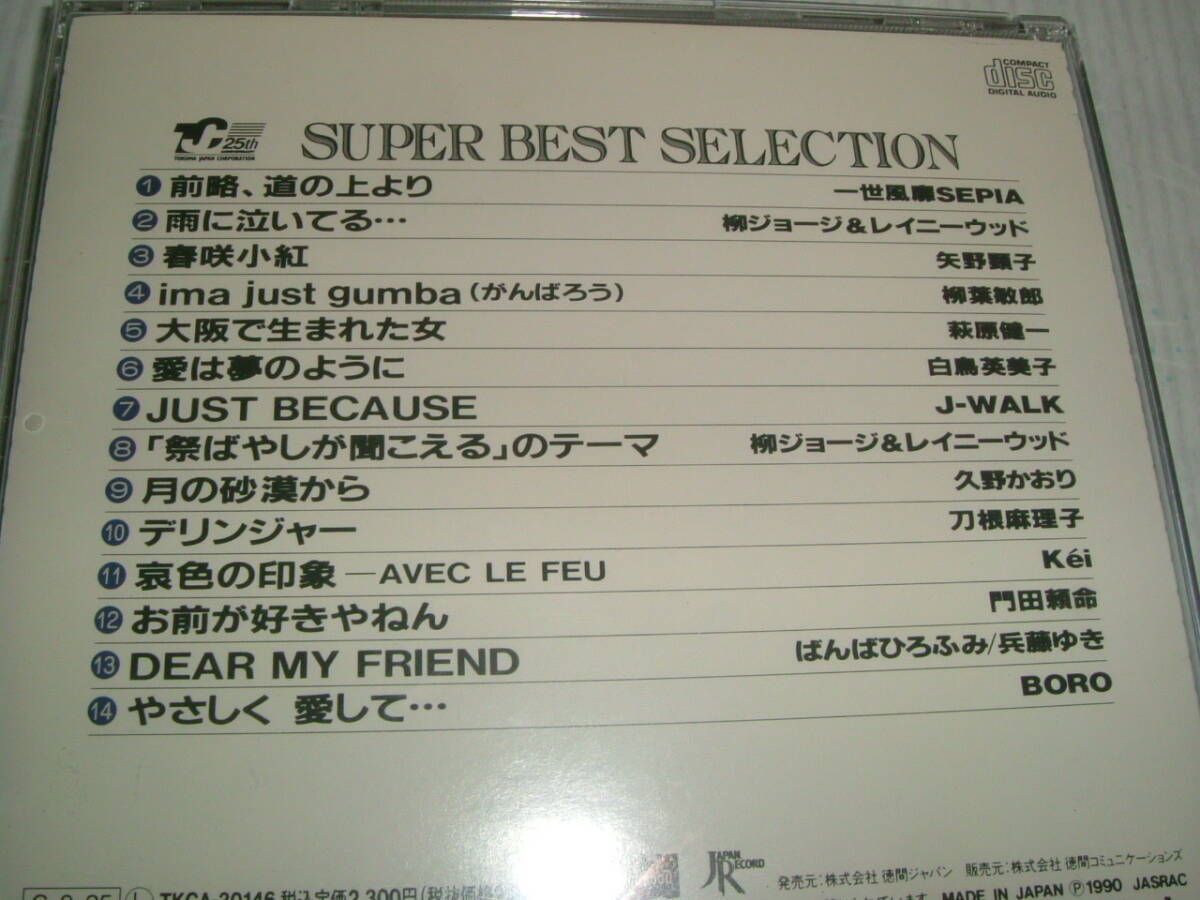 COMPACT
disc
DIGITAL AUDIO
TJC 25th
TOKUMA JAPAN CORPORATION
SUPER BEST SELECTION
1 前略、道の上より 一世風靡SEPIA
2 雨に泣いてる… 柳ジョージ&レイニーウッド
3 春咲小紅 矢野顕子
4 ima just gumba(がんばろう) 柳葉敏郎
5 大阪で生まれた女 萩原健一
6 愛は夢のように 白鳥英美子
7 JUST BECAUSE J-WALK
8 「祭ばやしが聞こえる」のテーマ 柳ジョージ&レイニーウッド
9 月の砂漠から 久野かおり
10 デリンジャー 刀根麻理子
11 哀色の印象 —AVEC LE FEU Kéi
12 お前が好きやねん 門田頼命
13 DEAR MY FRIEND ばんばひろふみ/兵藤ゆき
14 やさしく 愛して… BORO
JAPAN RECORD
発売元:株式会社 徳間ジャパン 販売元:株式会社 徳間コミュニケーションズ
TKCA-30146 税込定価2,300円(税抜価格
MADE IN JAPAN Ⓟ1990 JASRAC